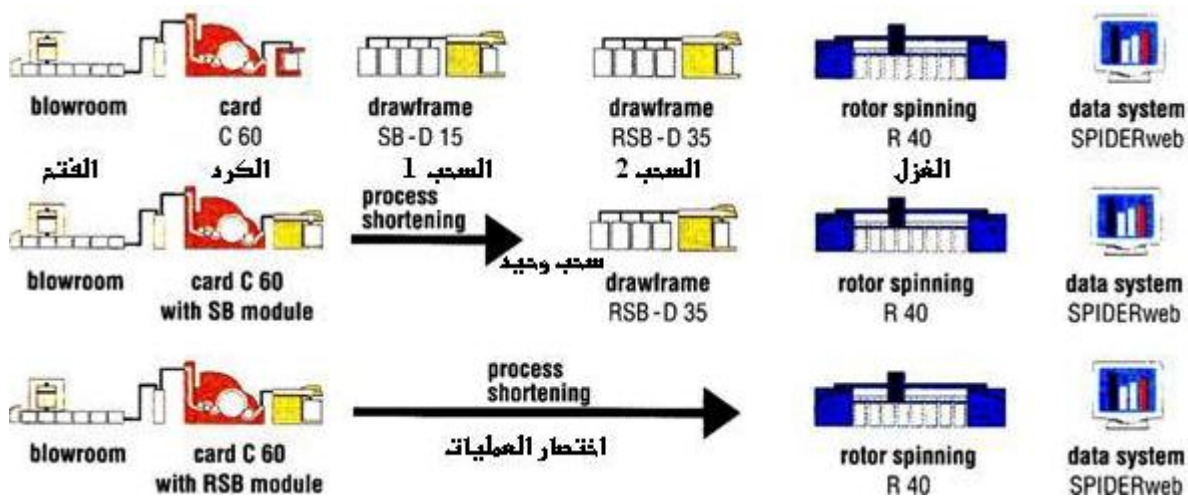 blowroom card drawframe drawframe rotor spinning data system
C 60 SB-D 15 RSB-D 35 R 40 SPIDERweb
الفتح الكرد السحب 1 السحب 2 الغزل
process
shortening
سحب وحيد
blowroom card C 60 drawframe rotor spinning data system
with SB module RSB-D 35 R 40 SPIDERweb
process
shortening
اختصار العمليات
blowroom card C 60 rotor spinning data system
with RSB module R 40 SPIDERweb